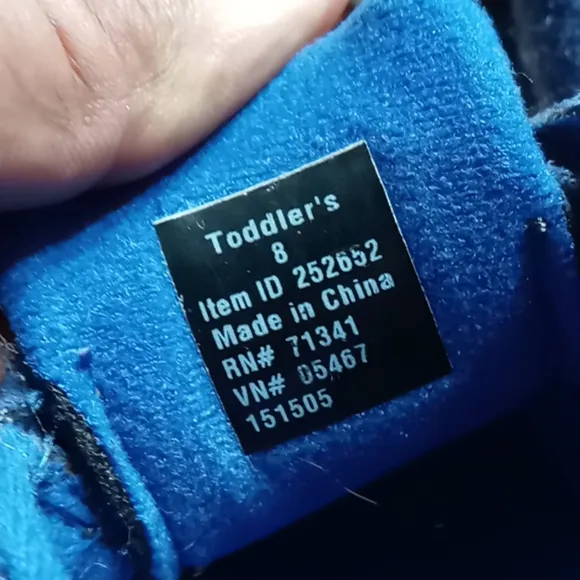 Toddler's
8
Item ID 252652
Made in China
RN# 71341
VN# 05467
151505